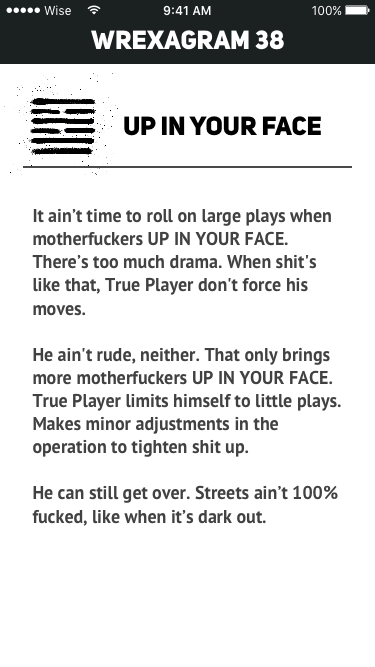 Wise 9:41 AM 100%
WREXAGRAM 38
UP IN YOUR FACE
It ain't time to roll on large plays when
motherfuckers UP IN YOUR FACE.
There's too much drama. When shit's
like that, True Player don't force his
moves.
He ain't rude, neither. That only brings
more motherfuckers UP IN YOUR FACE.
True Player limits himself to little plays.
Makes minor adjustments in the
operation to tighten shit up.
He can still get over. Streets ain't 100%
fucked, like when it's dark out.